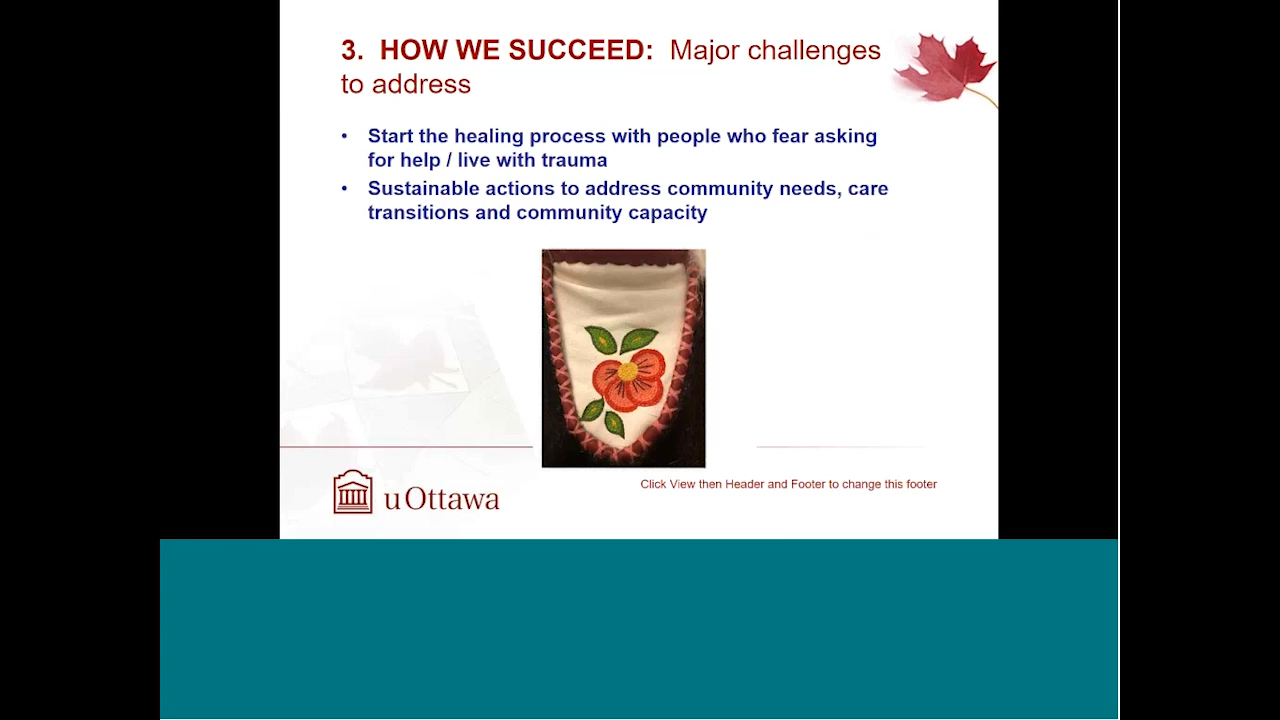 3. HOW WE SUCCEED: Major challenges
to address
• Start the healing process with people who fear asking
for help / live with trauma
• Sustainable actions to address community needs, care
transitions and community capacity
Click View then Header and Footer to change this footer
uOttawa